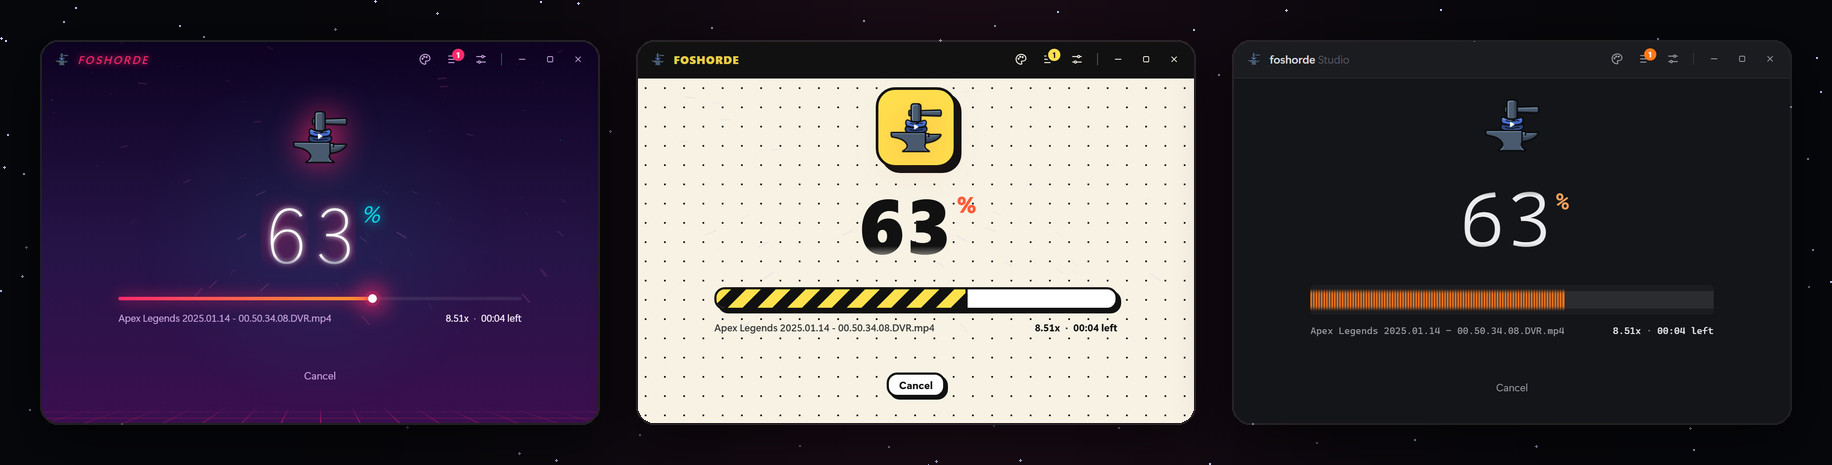 FOSHORDE
1
63%
Apex Legends 2025.01.14 - 00.50.34.08.DVR.mp4
8.51x · 00:04 left
Cancel
FOSHORDE
1
63%
Apex Legends 2025.01.14 - 00.50.34.08.DVR.mp4
8.51x · 00:04 left
Cancel
foshorde Studio
1
63%
Apex Legends 2025.01.14 - 00.50.34.08.DVR.mp4
8.51x · 00:04 left
Cancel